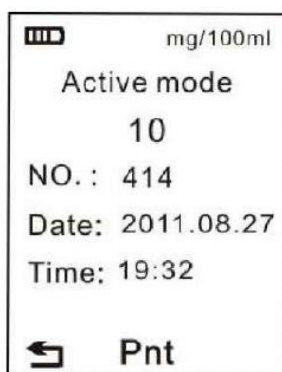 mg/100ml
Active mode
10
NO.: 414
Date: 2011.08.27
Time: 19:32
Pnt